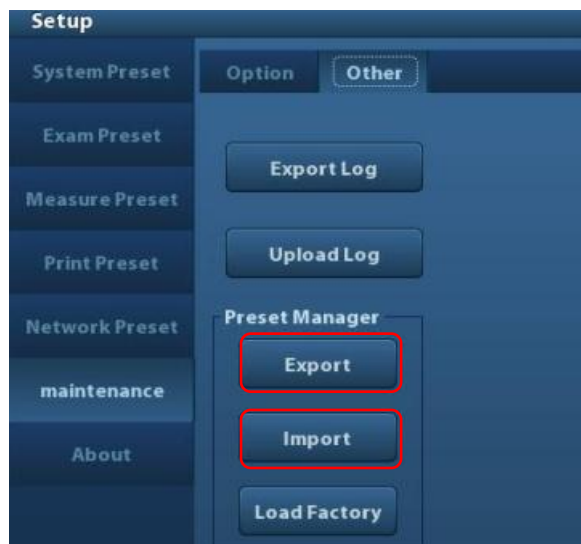 Setup
System Preset
Exam Preset
Measure Preset
Print Preset
Network Preset
maintenance
About
Option Other
Export Log
Upload Log
Preset Manager
Export
Import
Load Factory